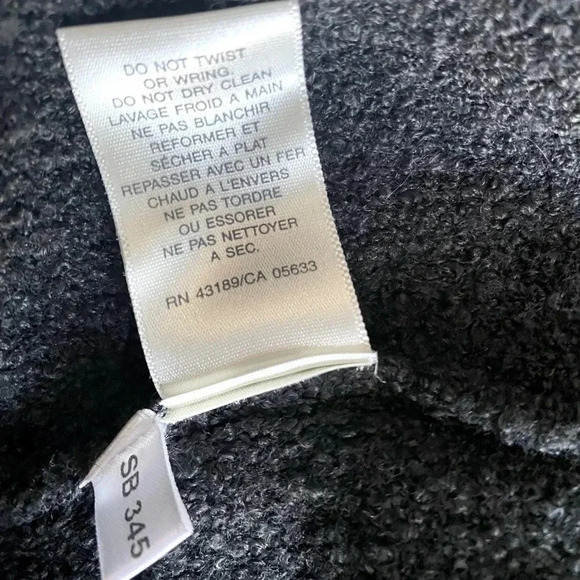 DO NOT TWIST
OR WRING.
DO NOT DRY CLEAN
LAVAGE FROID A MAIN
NE PAS BLANCHIR
REFORMER ET
SÉCHER A PLAT
REPASSER AVEC UN FER
CHAUD A L'ENVERS
NE PAS TORDRE
OU ESSORER
NE PAS NETTOYER
A SEC.
RN 43189/CA 05633
SB 345